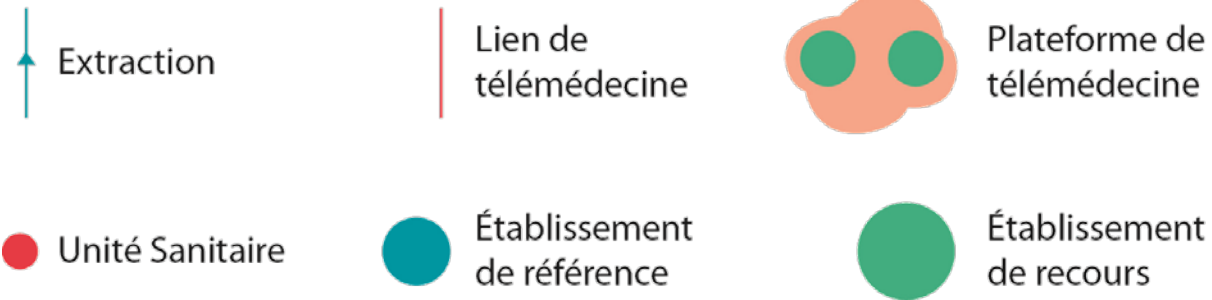 Extraction
Lien de
télémédecine
Plateforme de
télémédecine
Unité Sanitaire
Établissement
de référence
Établissement
de recours